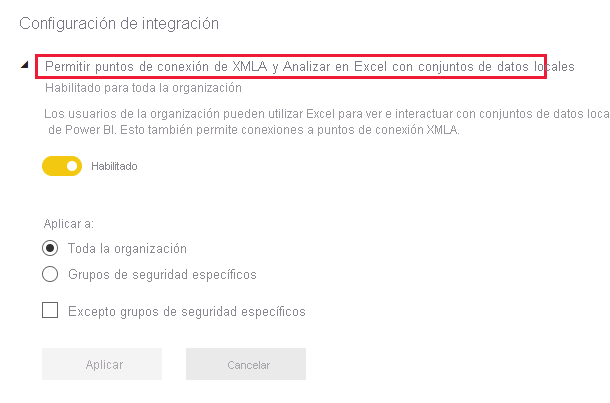 Configuración de integración
Permitir puntos de conexión de XMLA y Analizar en Excel con conjuntos de datos locales
Habilitado para toda la organización
Los usuarios de la organización pueden utilizar Excel para ver e interactuar con conjuntos de datos loca
de Power BI. Esto también permite conexiones a puntos de conexión XMLA.
Habilitado
Aplicar a:
Toda la organización
Grupos de seguridad específicos
Excepto grupos de seguridad específicos
Aplicar
Cancelar